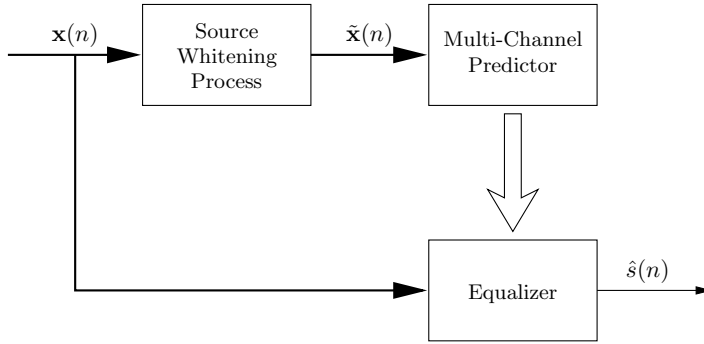 x(n)
Source
Whitening
Process
x̃(n)
Multi-Channel
Predictor
Equalizer
ŝ(n)